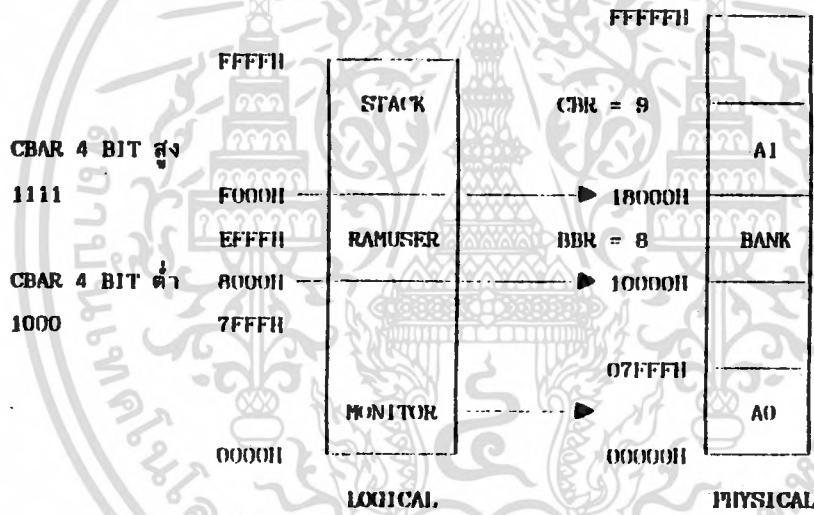 FFFFFH
FFFFH
STACK CBR = 9
CBAR 4 BIT สูง A1
1111 F000H 18000H
EFFFH RAMUSER BBR = 8 BANK
CBAR 4 BIT ต่ำ 8000H 10000H
1000 7FFFH
07FFFH
MONITOR A0
0000H 00000H
LOGICAL PHYSICAL